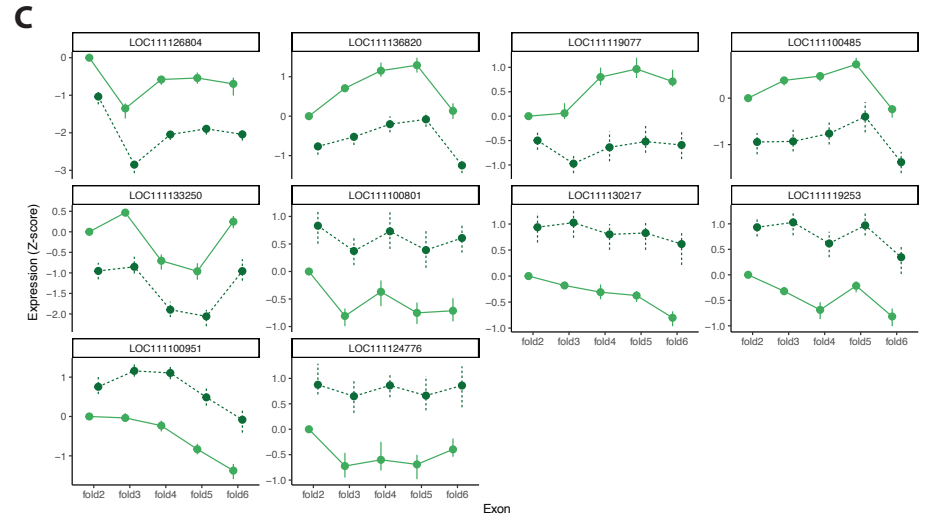 C
LOC111126804 LOC111136820 LOC111119077 LOC111100485
0 −1 −2 −3
1 0 −1
1.0 0.5 0.0 −0.5 −1.0
0 −1
LOC111133250 LOC111100801 LOC111130217 LOC111119253
Expression (Z-score)
0.5 0.0 −0.5 −1.0 −1.5 −2.0
1.0 0.5 0.0 −0.5 −1.0
1.0 0.5 0.0 −0.5 −1.0
1.0 0.5 0.0 −0.5 −1.0
fold2 fold3 fold4 fold5 fold6 fold2 fold3 fold4 fold5 fold6
LOC111100951 LOC111124776
1 0 −1
1.0 0.5 0.0 −0.5 −1.0
fold2 fold3 fold4 fold5 fold6 fold2 fold3 fold4 fold5 fold6
Exon